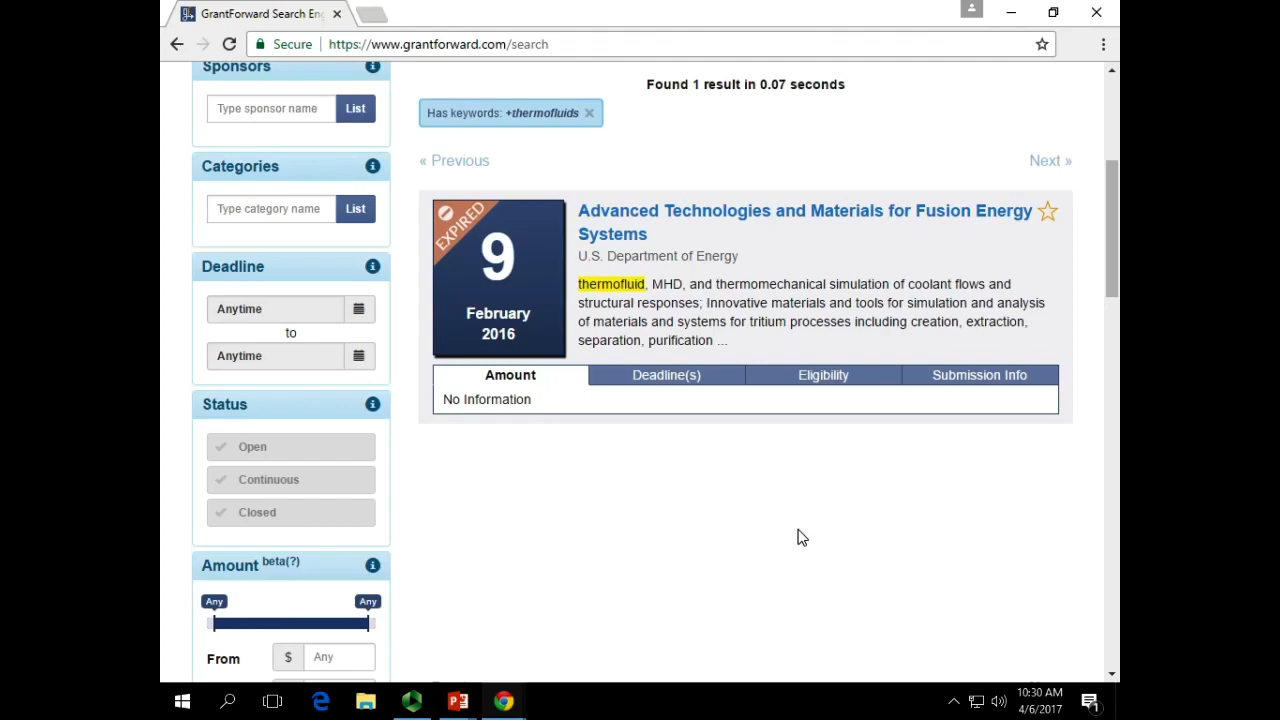 GrantForward Search Eng
Secure
https://www.grantforward.com/search
Sponsors
Type sponsor name
List
Categories
Type category name
List
Deadline
Anytime
to
Anytime
Status
Open
Continuous
Closed
Amount beta(?)
Any
Any
From
$
Any
Found 1 result in 0.07 seconds
Has keywords: +thermofluids
« Previous
Next »
EXPIRED
9
February
2016
Advanced Technologies and Materials for Fusion Energy
Systems
U.S. Department of Energy
thermofluid, MHD, and thermomechanical simulation of coolant flows and
structural responses; Innovative materials and tools for simulation and analysis
of materials and systems for tritium processes including creation, extraction,
separation, purification ...
Amount
Deadline(s)
Eligibility
Submission Info
No Information
10:30 AM
4/6/2017
1